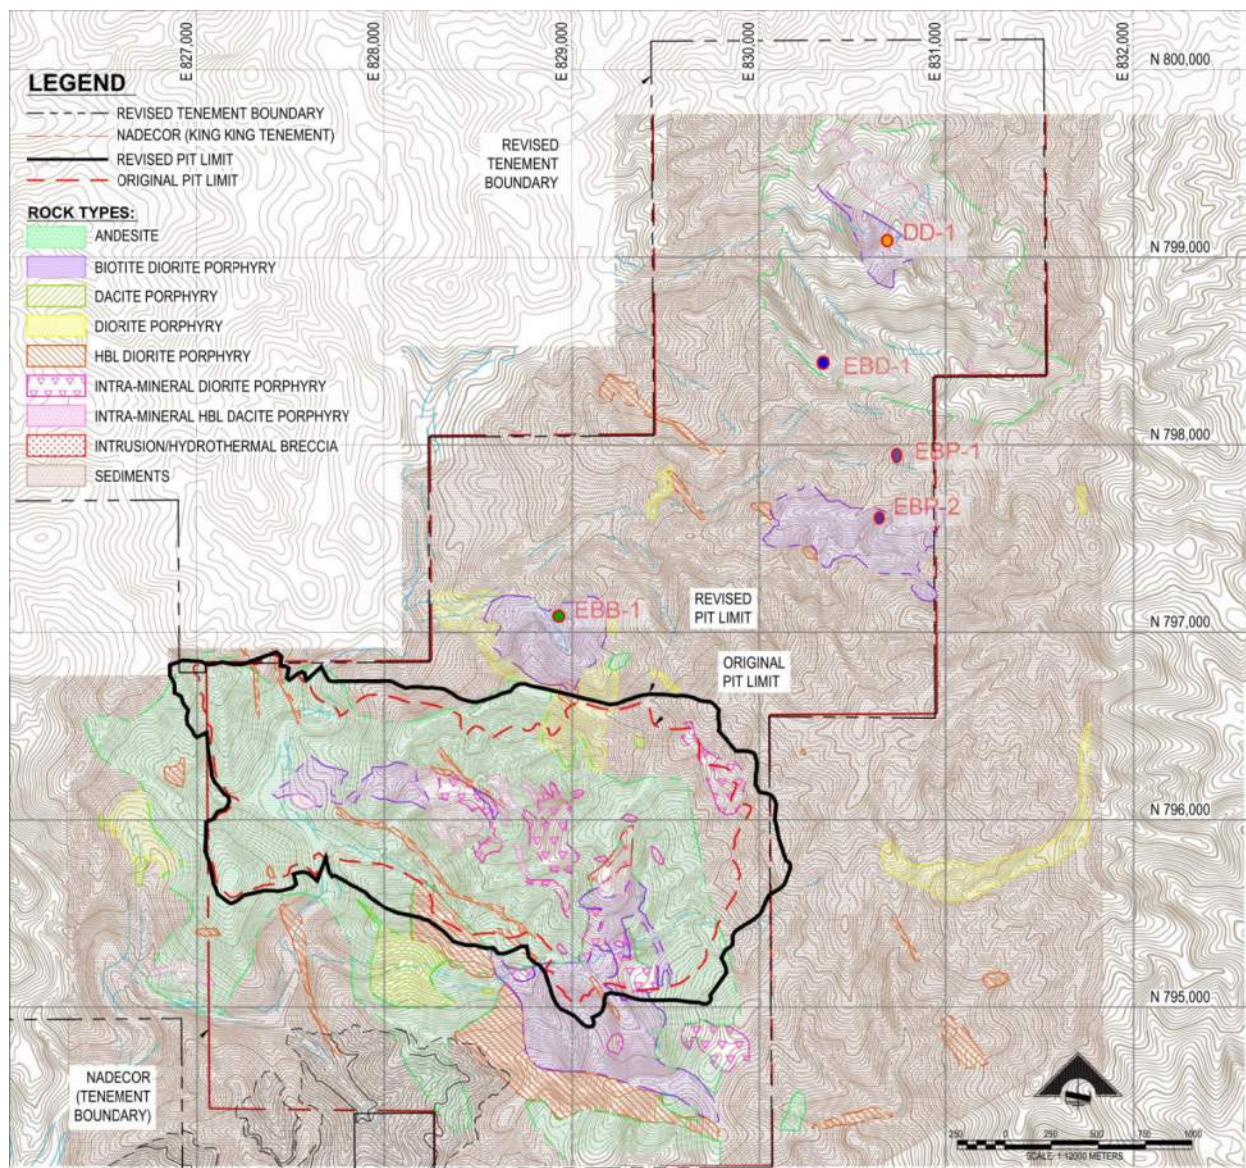 E 827,000
E 828,000
E 829,000
E 830,000
E 831,000
E 832,000
N 800,000
LEGEND
REVISED TENEMENT BOUNDARY
NADECOR (KING KING TENEMENT)
REVISED PIT LIMIT
ORIGINAL PIT LIMIT
ROCK TYPES:
ANDESITE
BIOTITE DIORITE PORPHYRY
DACITE PORPHYRY
DIORITE PORPHYRY
HBL DIORITE PORPHYRY
INTRA-MINERAL DIORITE PORPHYRY
INTRA-MINERAL HBL DACITE PORPHYRY
INTRUSION/HYDROTHERMAL BRECCIA
SEDIMENTS
REVISED
TENEMENT
BOUNDARY
DD-1
N 799,000
EBD-1
N 798,000
EBP-1
EBP-2
EBB-1
REVISED
PIT LIMIT
N 797,000
ORIGINAL
PIT LIMIT
N 796,000
N 795,000
NADECOR
(TENEMENT
BOUNDARY)
250 0 250 500 750 1000
SCALE: 1:12000 METERS